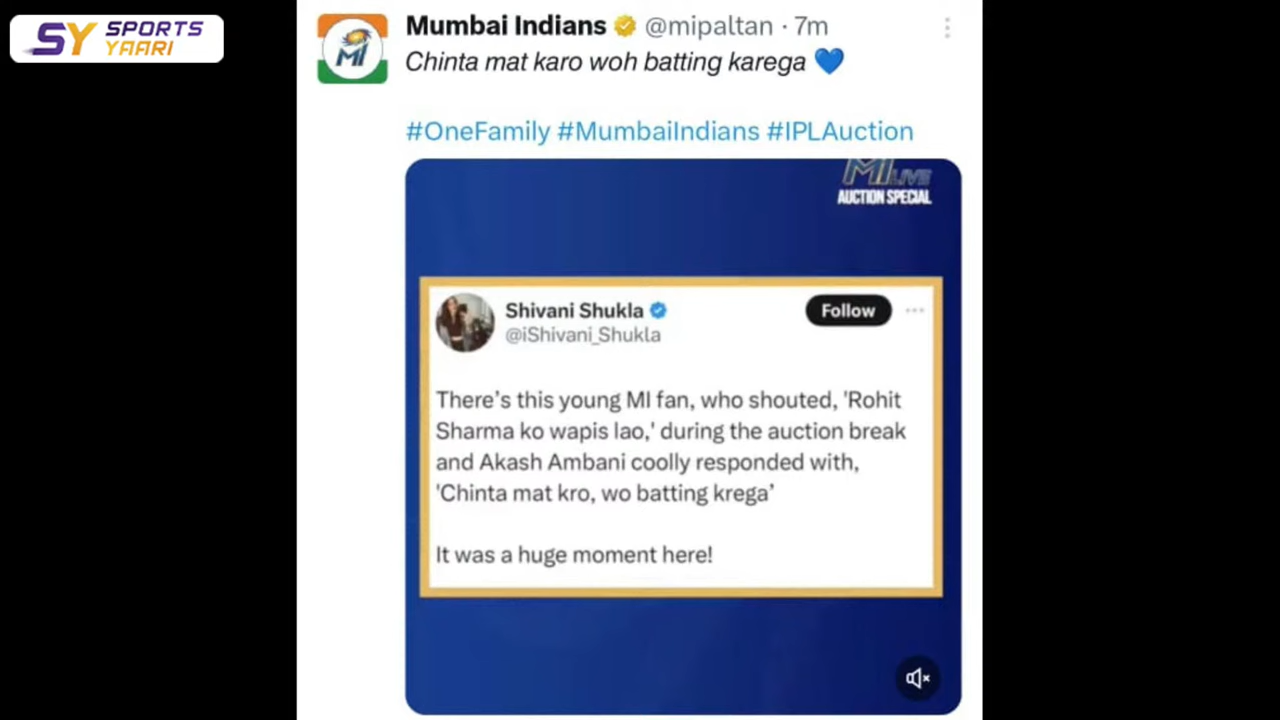 SY SPORTS
YAARI
Mumbai Indians @mipaltan · 7m
Chinta mat karo woh batting karega 💙
#OneFamily #MumbaiIndians #IPLAuction
MI LIVE
AUCTION SPECIAL
Shivani Shukla
@iShivani_Shukla
Follow
There's this young MI fan, who shouted, 'Rohit
Sharma ko wapis lao,' during the auction break
and Akash Ambani coolly responded with,
'Chinta mat kro, wo batting krega’
It was a huge moment here!
MI